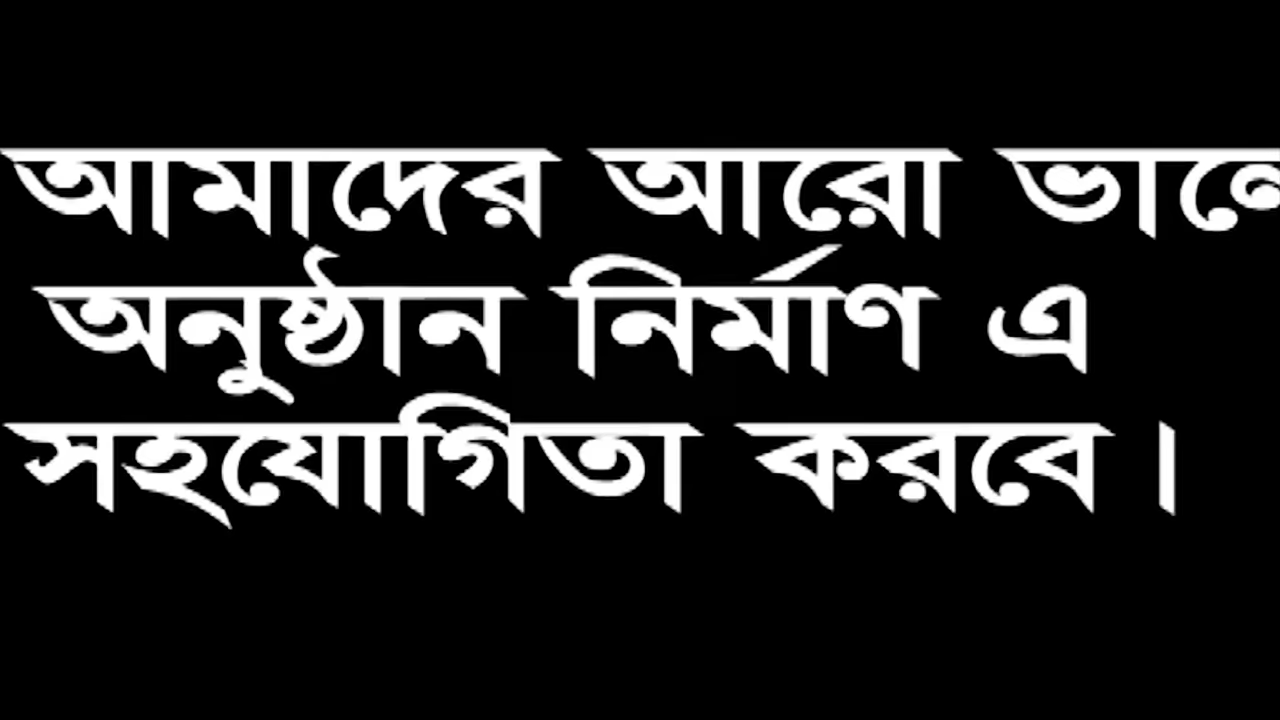 আমাদের আরো
অনুষ্ঠান নির্মাণ এ
সহযোগিতা করবে।